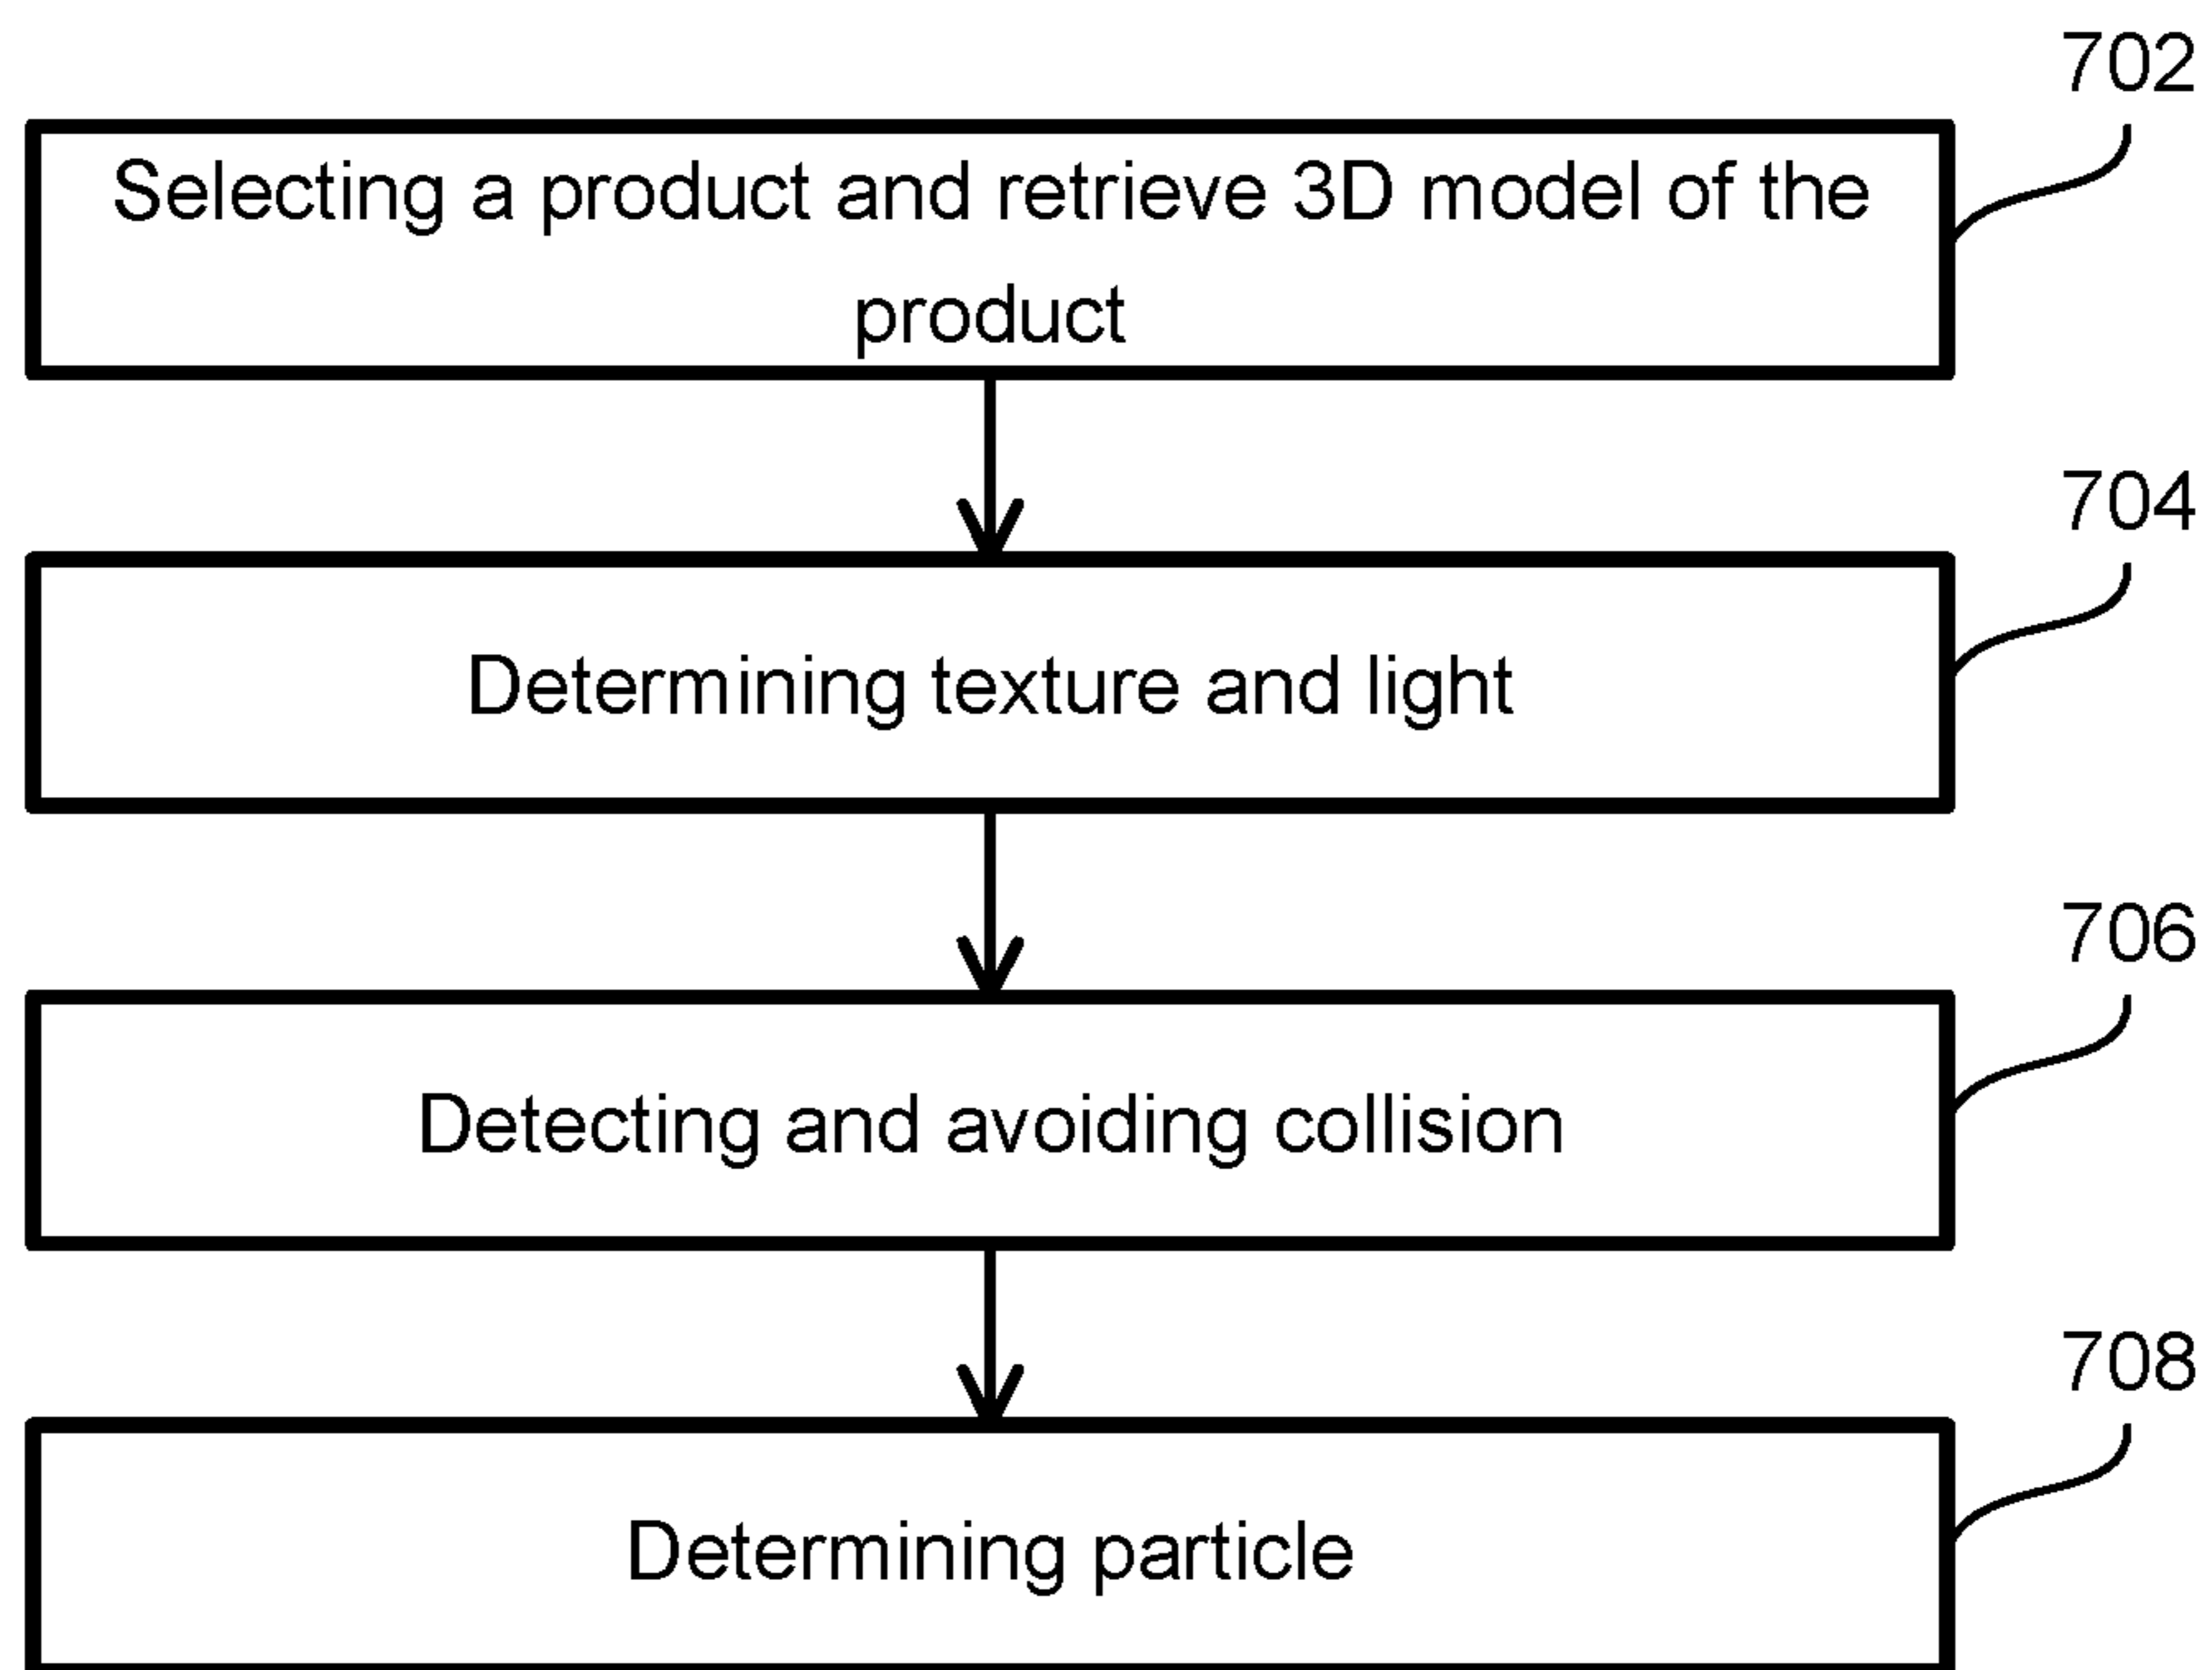 702
Selecting a product and retrieve 3D model of the
product
704
Determining texture and light
706
Detecting and avoiding collision
708
Determining particle